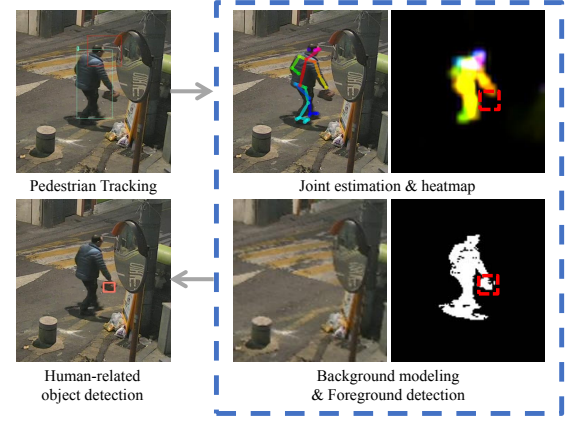 Pedestrian Tracking
Joint estimation & heatmap
Human-related
object detection
Background modeling
& Foreground detection